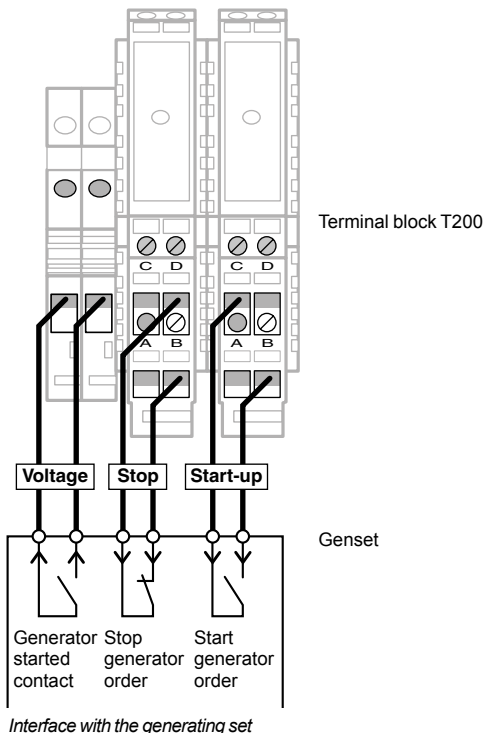 Terminal block T200
C D
C D
A B
A B
Voltage
Stop
Start-up
Genset
Generator
started
contact
Stop
generator
order
Start
generator
order
Interface with the generating set